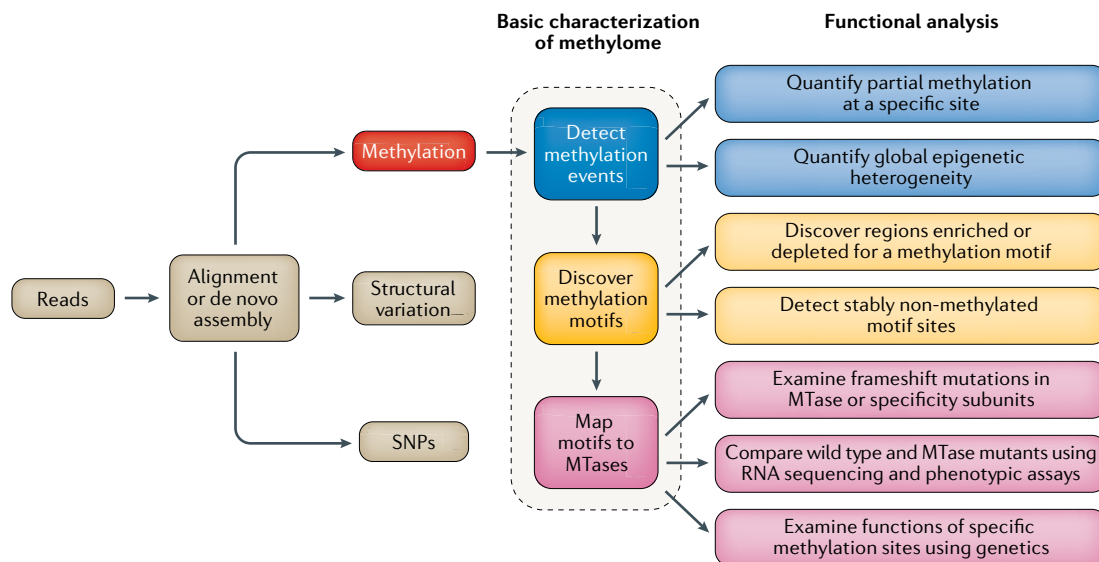 Basic characterization
of methylome
Functional analysis
Reads
Alignment
or de novo
assembly
Methylation
Structural
variation
SNPs
Detect
methylation
events
Discover
methylation
motifs
Map
motifs to
MTases
Quantify partial methylation
at a specific site
Quantify global epigenetic
heterogeneity
Discover regions enriched or
depleted for a methylation motif
Detect stably non-methylated
motif sites
Examine frameshift mutations in
MTase or specificity subunits
Compare wild type and MTase mutants using
RNA sequencing and phenotypic assays
Examine functions of specific
methylation sites using genetics